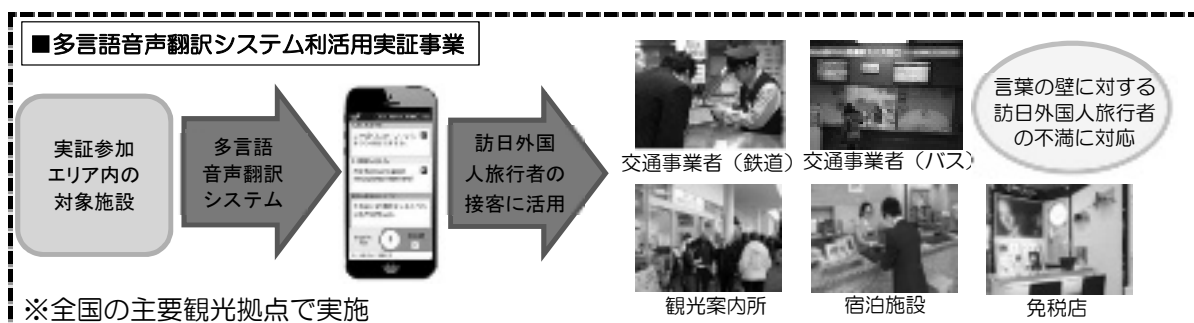 ■多言語音声翻訳システム利活用実証事業
実証参加
エリア内の
対象施設
多言語
音声翻訳
システム
訪日外国
人旅行者の
接客に活用
交通事業者（鉄道）
交通事業者（バス）
言葉の壁に対する
訪日外国人旅行者
の不満に対応
観光案内所
宿泊施設
免税店
※全国の主要観光拠点で実施